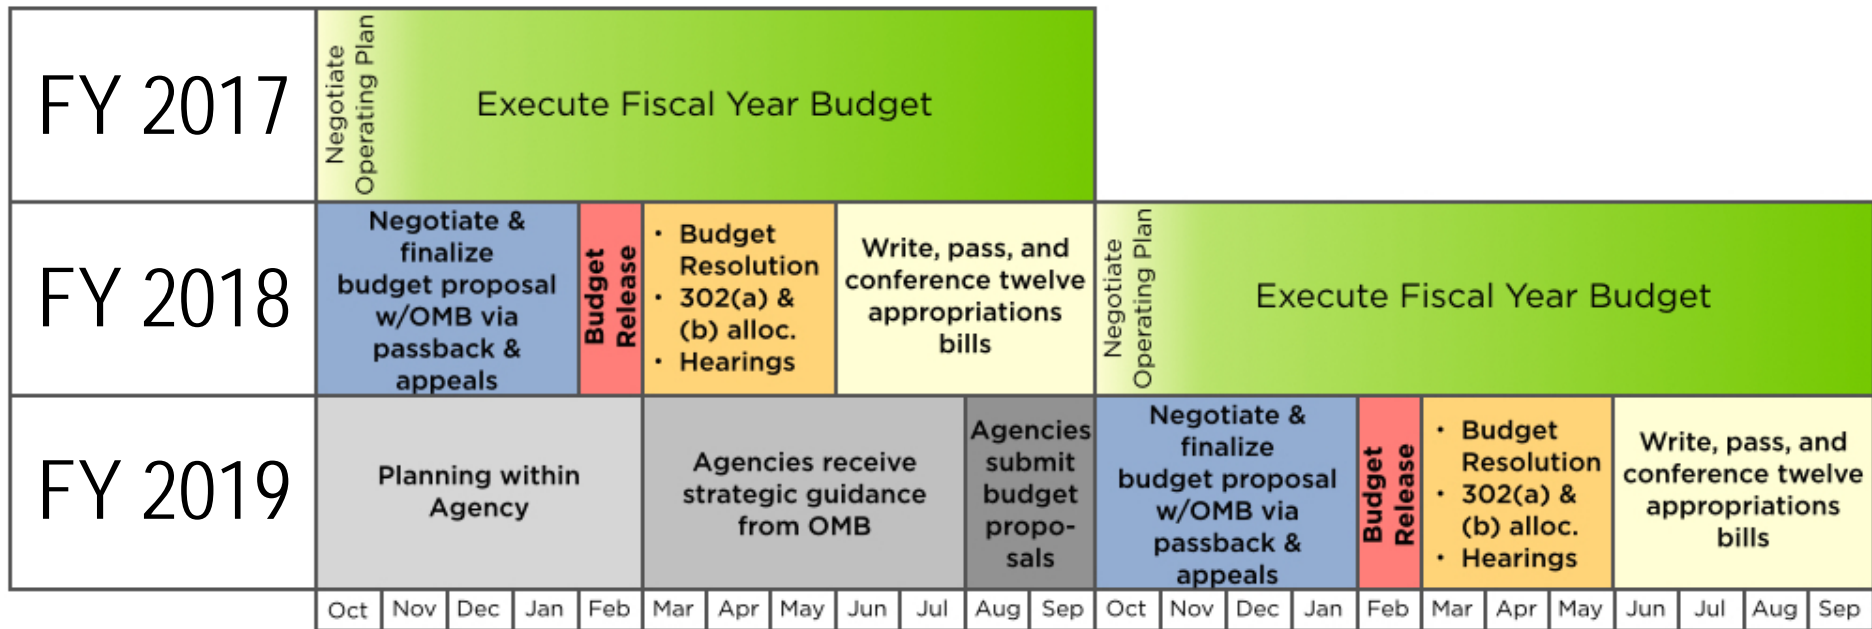 FY 2017
Negotiate
Operating Plan
Execute Fiscal Year Budget
FY 2018
Negotiate &
finalize
budget proposal
w/OMB via
passback &
appeals
Budget
Release
• Budget
Resolution
• 302(a) &
(b) alloc.
• Hearings
Write, pass, and
conference twelve
appropriations
bills
Negotiate
Operating Plan
Execute Fiscal Year Budget
FY 2019
Planning within
Agency
Agencies receive
strategic guidance
from OMB
Agencies
submit
budget
propo-
sals
Negotiate &
finalize
budget proposal
w/OMB via
passback &
appeals
Budget
Release
• Budget
Resolution
• 302(a) &
(b) alloc.
• Hearings
Write, pass, and
conference twelve
appropriations
bills
Oct Nov Dec Jan Feb Mar Apr May Jun Jul Aug Sep Oct Nov Dec Jan Feb Mar Apr May Jun Jul Aug Sep